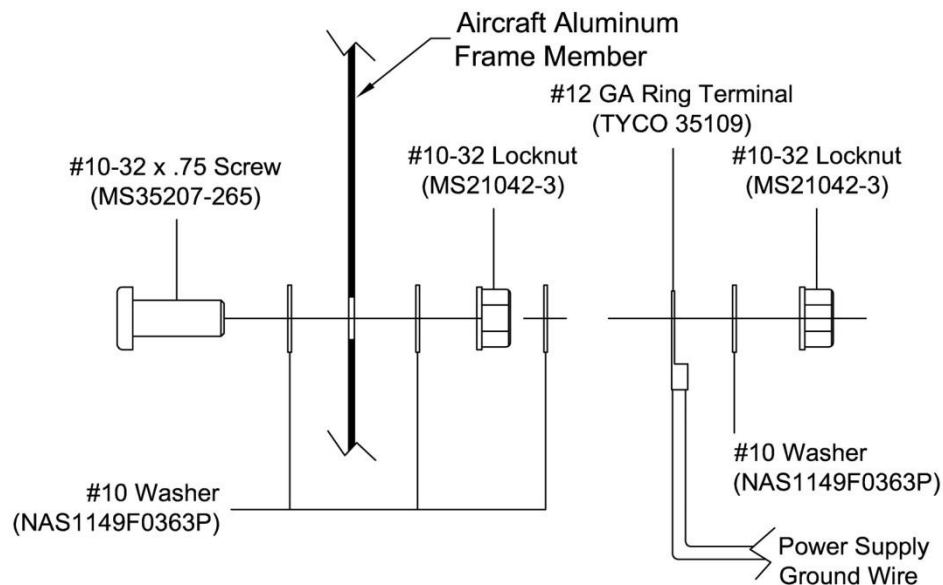 Aircraft Aluminum
Frame Member
#12 GA Ring Terminal
(TYCO 35109)
#10-32 x .75 Screw
(MS35207-265)
#10-32 Locknut
(MS21042-3)
#10-32 Locknut
(MS21042-3)
#10 Washer
(NAS1149F0363P)
#10 Washer
(NAS1149F0363P)
Power Supply
Ground Wire